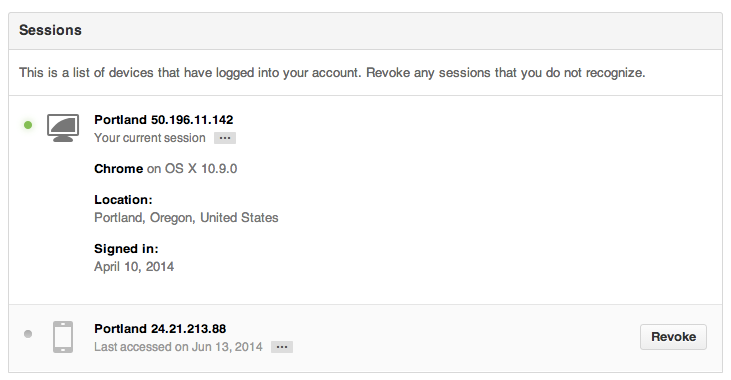 Sessions
This is a list of devices that have logged into your account. Revoke any sessions that you do not recognize.
Portland 50.196.11.142
Your current session ...
Chrome on OS X 10.9.0
Location:
Portland, Oregon, United States
Signed in:
April 10, 2014
Portland 24.21.213.88
Last accessed on Jun 13, 2014 ...
Revoke